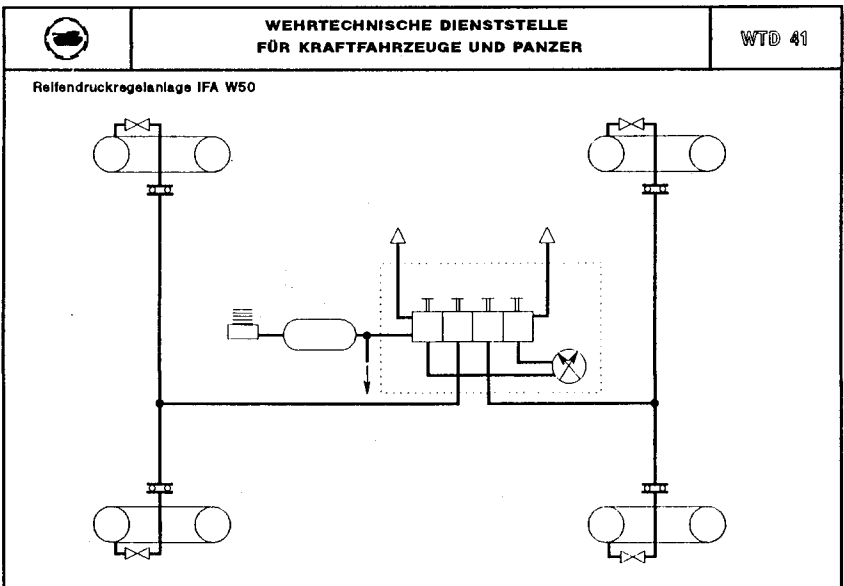 WEHRTECHNISCHE DIENSTSTELLE
FÜR KRAFTFAHRZEUGE UND PANZER
WTD 41
Reifendruckregelanlage IFA W50